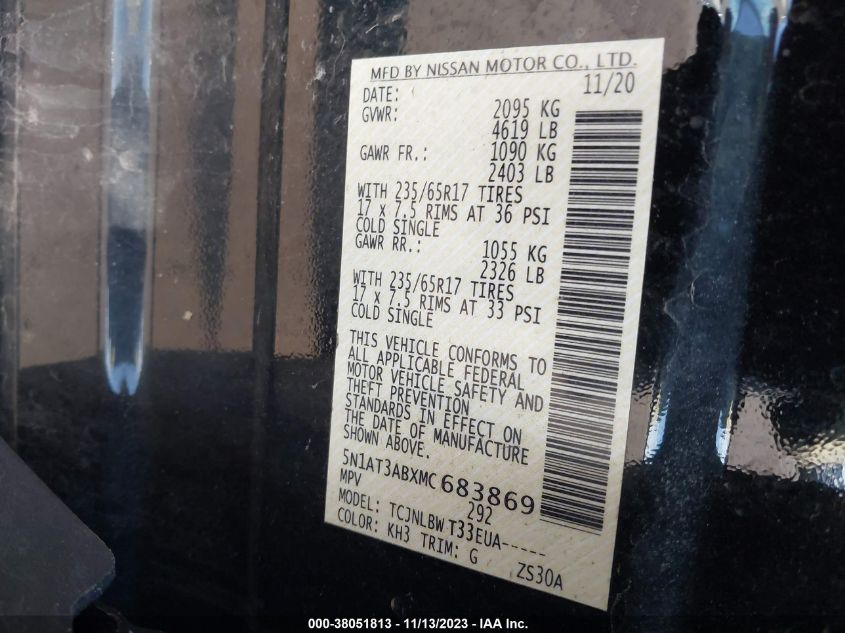 MFD BY NISSAN MOTOR CO., LTD.
DATE: 11/20
GVWR: 2095 KG
4619 LB
GAWR FR.: 1090 KG
2403 LB
WITH 235/65R17 TIRES
17 x 7.5 RIMS AT 36 PSI
COLD SINGLE
GAWR RR.: 1055 KG
2326 LB
WITH 235/65R17 TIRES
17 x 7.5 RIMS AT 33 PSI
COLD SINGLE
THIS VEHICLE CONFORMS TO
ALL APPLICABLE FEDERAL
MOTOR VEHICLE SAFETY AND
THEFT PREVENTION
STANDARDS IN EFFECT ON
THE DATE OF MANUFACTURE
SHOWN ABOVE.
5N1AT3ABXMC683869
MPV 292
MODEL: TCJNLBW T33EUA-----
COLOR: KH3 TRIM: G ZS30A
000-38051813 - 11/13/2023 - IAA Inc.